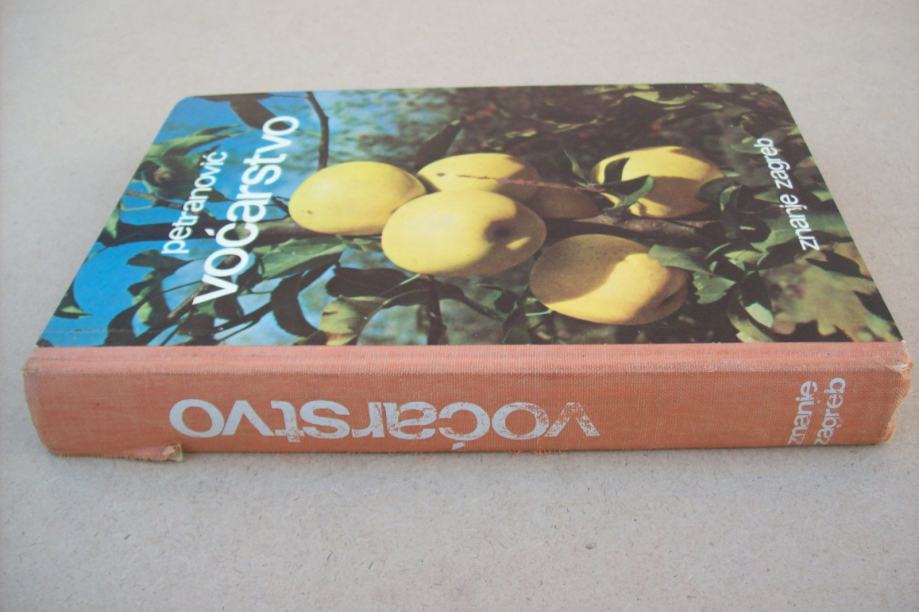 petranović
voćarstvo
znanje zagreb
voćarstvo
znanje
zagreb